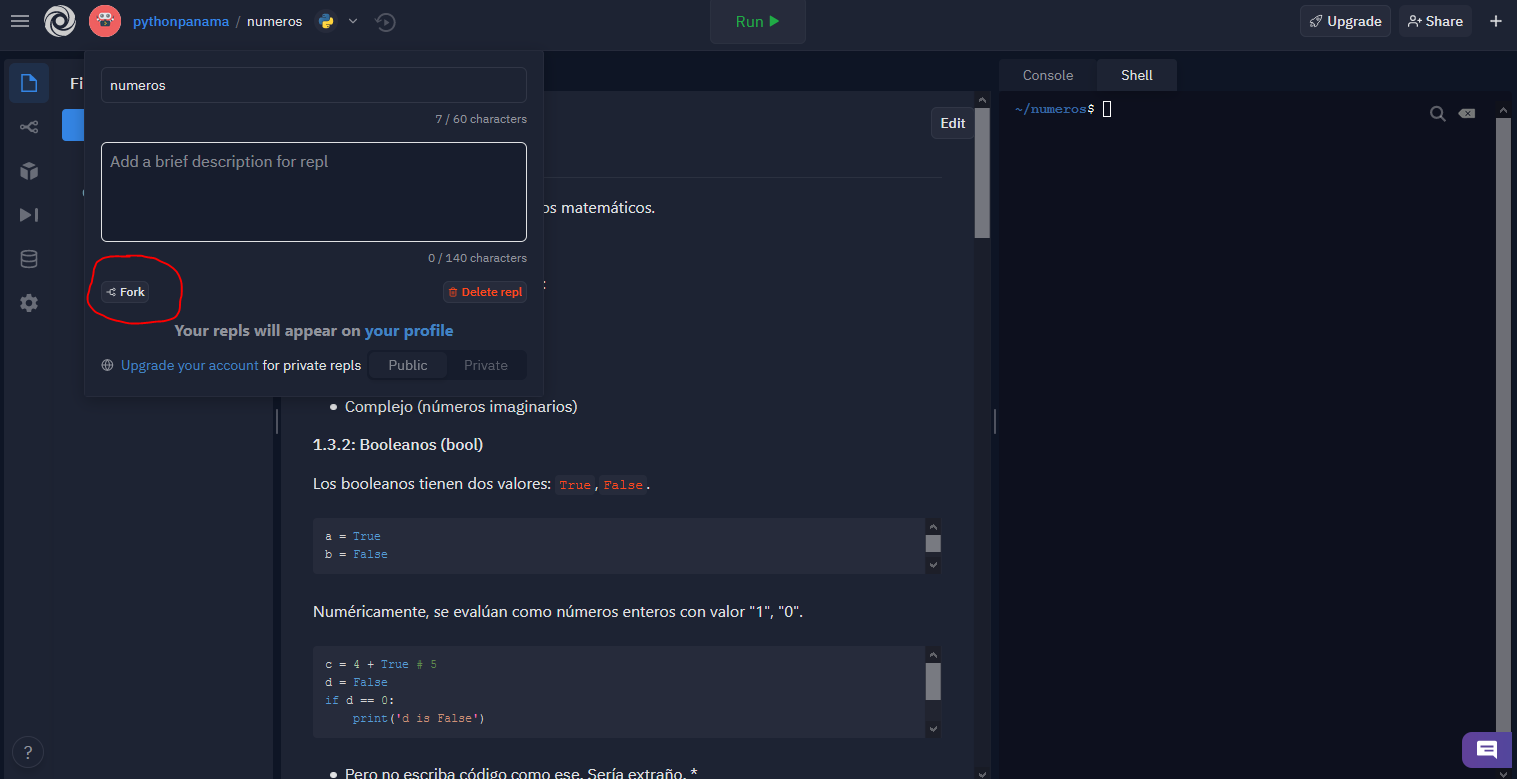 pythonpanama / numeros
Run
Upgrade
Share
Fi
numeros
7 / 60 characters
Add a brief description for repl
0 / 140 characters
Fork
Delete repl
Your repls will appear on your profile
Upgrade your account for private repls
Public
Private
Edit
os matemáticos.
:
Complejo (números imaginarios)
1.3.2: Booleanos (bool)
Los booleanos tienen dos valores: True, False.
a = True
b = False
Numéricamente, se evalúan como números enteros con valor "1", "0".
c = 4 + True # 5
d = False
if d == 0:
    print('d is False')
Pero no escriba código como ese. Sería extraño. *
Console
Shell
~/numeros$
?